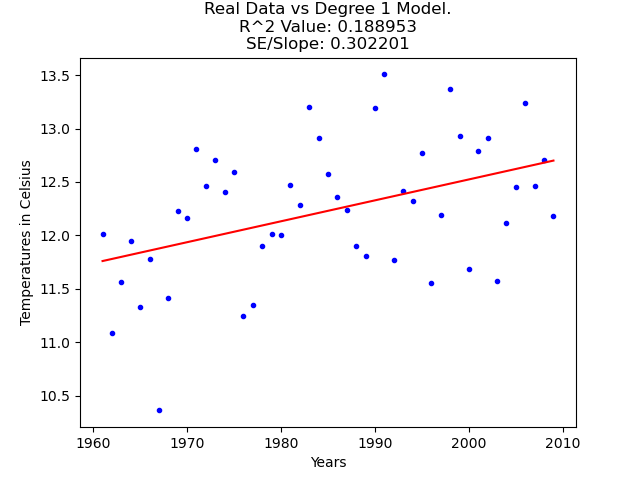 Real Data vs Degree 1 Model.
R^2 Value: 0.188953
SE/Slope: 0.302201
13.5
13.0
12.5
12.0
11.5
11.0
10.5
Temperatures in Celsius
1960 1970 1980 1990 2000 2010
Years